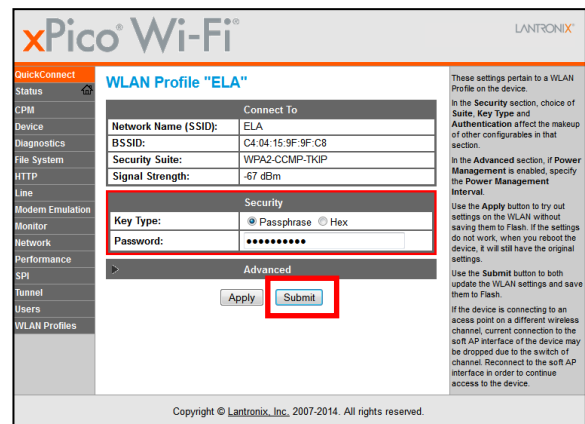 xPico® Wi-Fi®
LANTRONIX®
QuickConnect
Status
CPM
Device
Diagnostics
File System
HTTP
Line
Modem Emulation
Monitor
Network
Performance
SPI
Tunnel
Users
WLAN Profiles
WLAN Profile "ELA"
Connect To
Network Name (SSID): ELA
BSSID: C4:04:15:9F:9F:C8
Security Suite: WPA2-CCMP-TKIP
Signal Strength: -67 dBm
Security
Key Type: Passphrase Hex
Password: ••••••••••
Advanced
Apply Submit
These settings pertain to a WLAN
Profile on the device.
In the Security section, choice of
Suite, Key Type and
Authentication affect the makeup
of other configurables in that
section.
In the Advanced section, if Power
Management is enabled, specify
the Power Management
Interval.
Use the Apply button to try out
settings on the WLAN without
saving them to Flash. If the settings
do not work, when you reboot the
device, it will still have the original
settings.
Use the Submit button to both
update the WLAN settings and save
them to Flash.
If the device is connecting to an
acess point on a different wireless
channel, current connection to the
soft AP interface of the device may
be dropped due to the switch of
channel. Reconnect to the soft AP
interface in order to continue
access to the device.
Copyright © Lantronix, Inc. 2007-2014. All rights reserved.